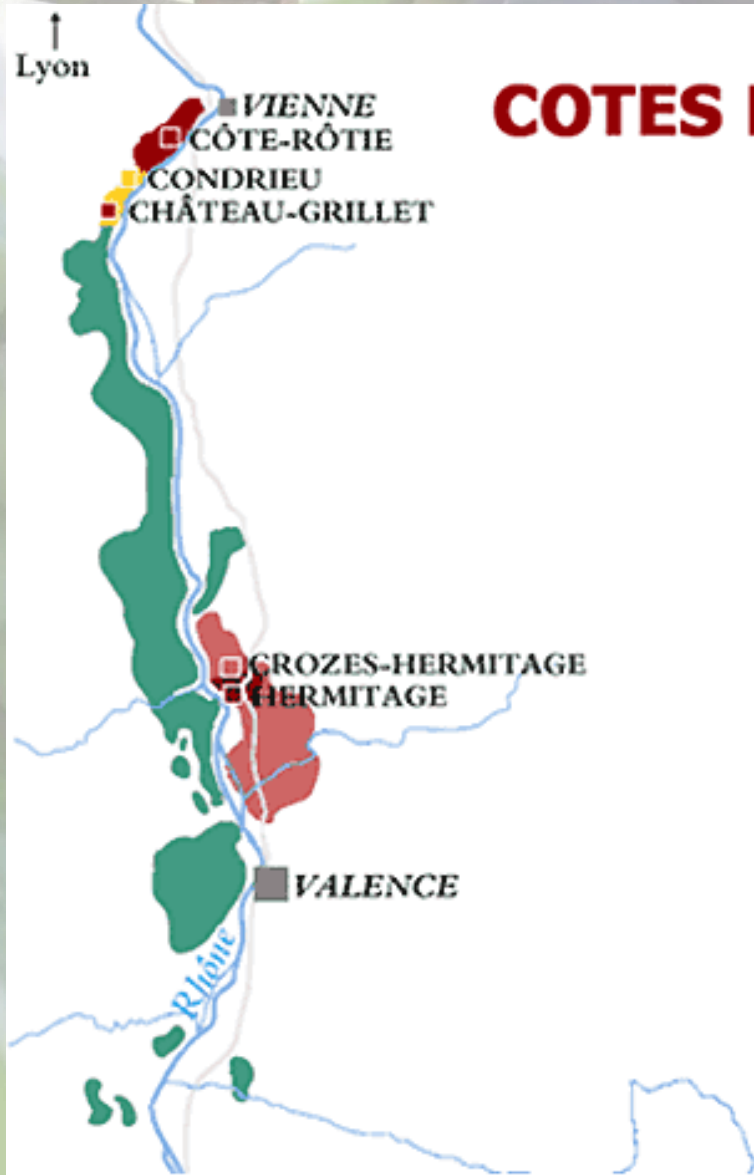 Lyon
COTES
VIENNE
CÔTE-RÔTIE
CONDRIEU
CHÂTEAU-GRILLET
CROZES-HERMITAGE
HERMITAGE
VALENCE
Rhône